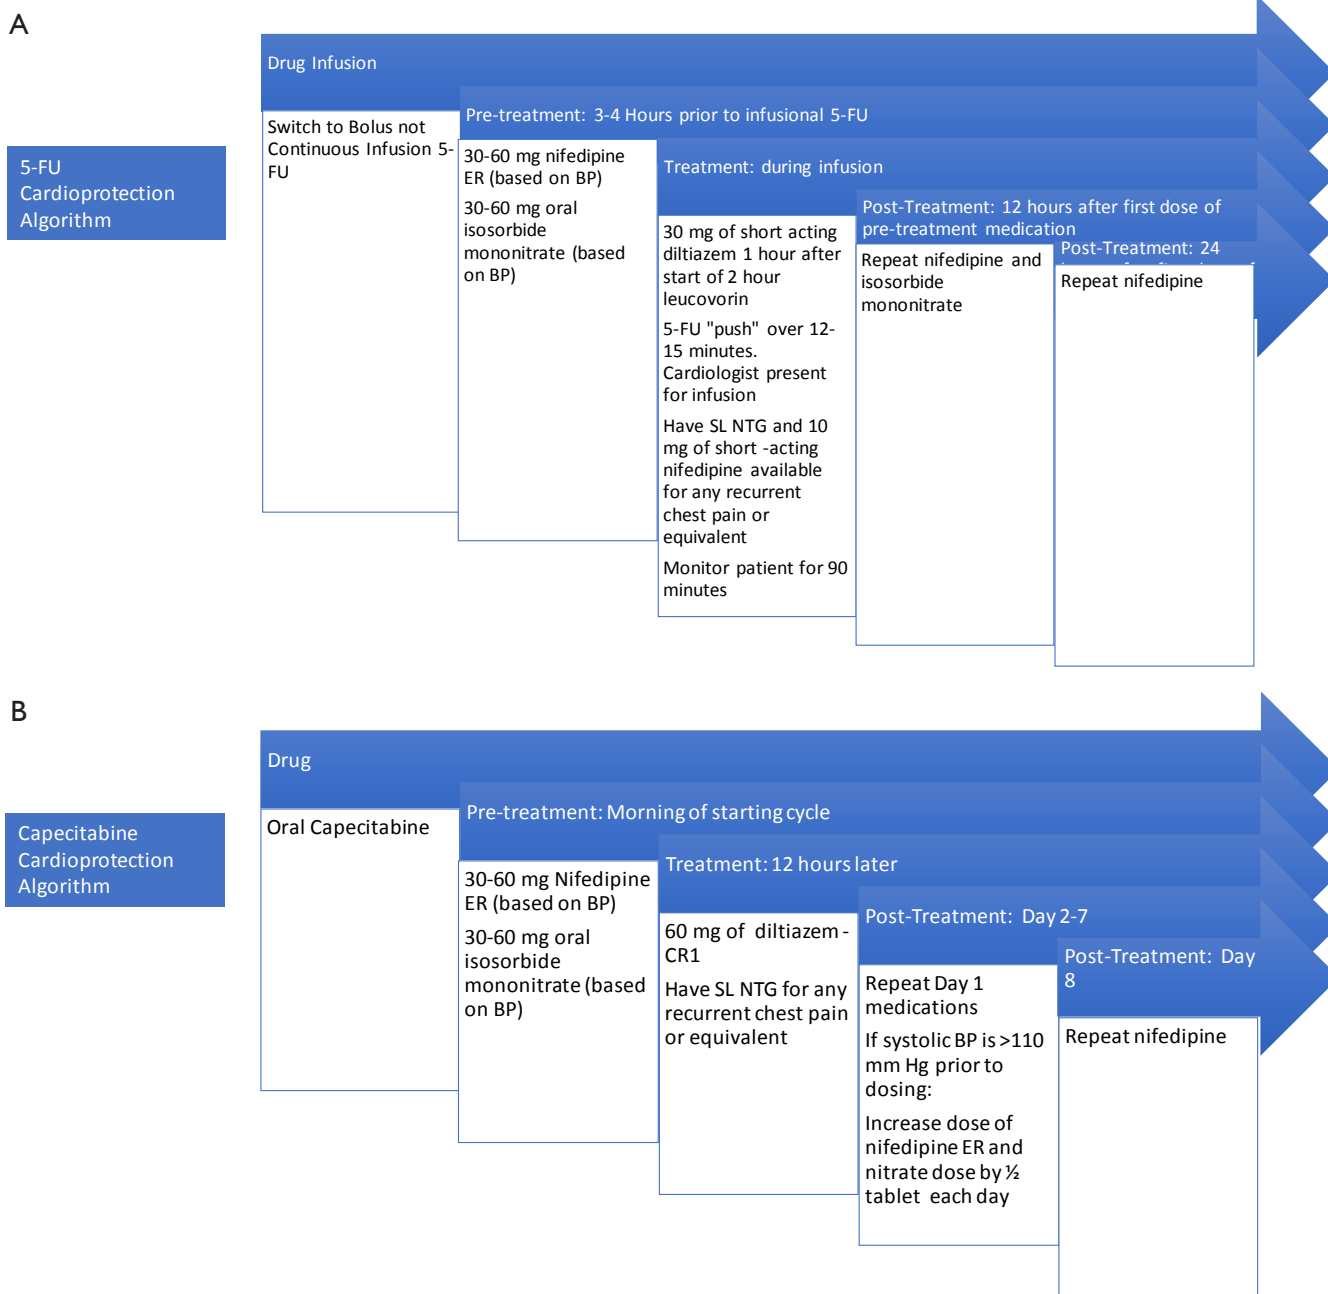 A
5-FU
Cardioprotection
Algorithm
Drug Infusion
Switch to Bolus not
Continuous Infusion 5-
FU
Pre-treatment: 3-4 Hours prior to infusional 5-FU
30-60 mg nifedipine
ER (based on BP)
30-60 mg oral
isosorbide
mononitrate (based
on BP)
Treatment: during infusion
30 mg of short acting
diltiazem 1 hour after
start of 2 hour
leucovorin
5-FU "push" over 12-
15 minutes.
Cardiologist present
for infusion
Have SL NTG and 10
mg of short -acting
nifedipine available
for any recurrent
chest pain or
equivalent
Monitor patient for 90
minutes
Post-Treatment: 12 hours after first dose of
pre-treatment medication
Repeat nifedipine and
isosorbide
mononitrate
Post-Treatment: 24
Repeat nifedipine
B
Capecitabine
Cardioprotection
Algorithm
Drug
Oral Capecitabine
Pre-treatment: Morning of starting cycle
30-60 mg Nifedipine
ER (based on BP)
30-60 mg oral
isosorbide
mononitrate (based
on BP)
Treatment: 12 hours later
60 mg of diltiazem -
CR1
Have SL NTG for any
recurrent chest pain
or equivalent
Post-Treatment: Day 2-7
Repeat Day 1
medications
If systolic BP is >110
mm Hg prior to
dosing:
Increase dose of
nifedipine ER and
nitrate dose by ½
tablet each day
Post-Treatment: Day
8
Repeat nifedipine